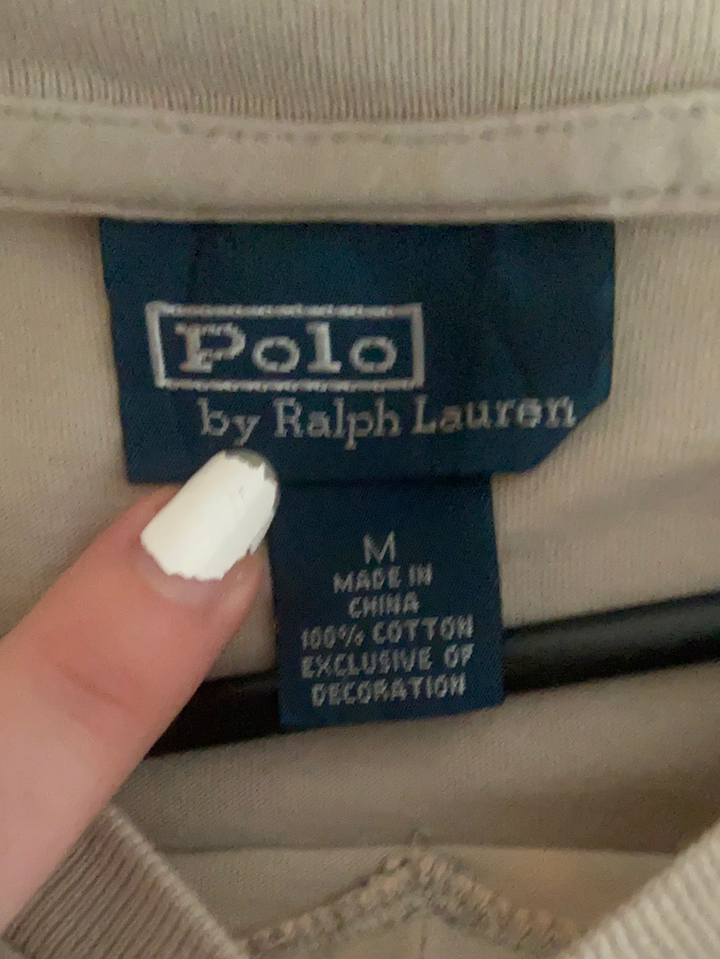 Polo
by Ralph Lauren
M
MADE IN
CHINA
100% COTTON
EXCLUSIVE OF
DECORATION